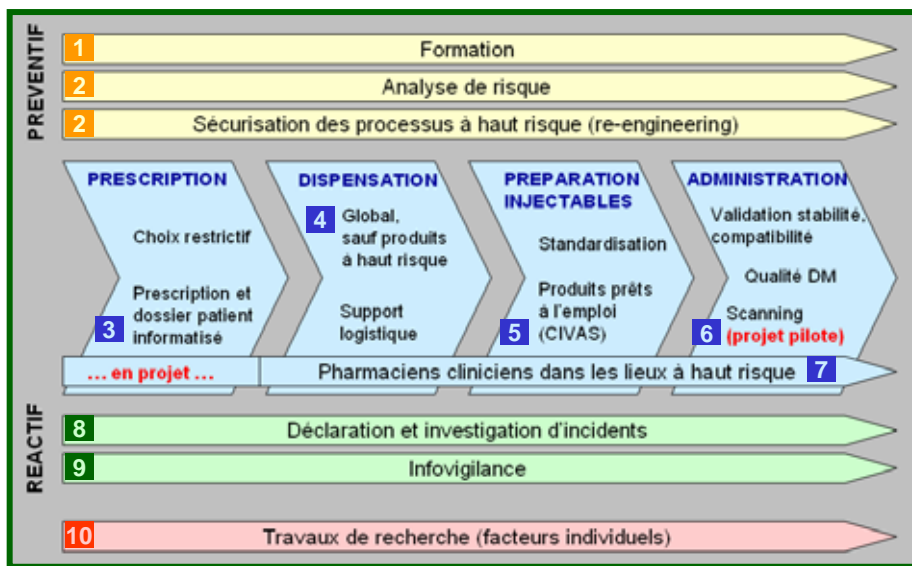 PREVENTIF
1 Formation
2 Analyse de risque
2 Sécurisation des processus à haut risque (re-engineering)
PRESCRIPTION
Choix restrictif
3 Prescription et
dossier patient
informatisé
DISPENSATION
4 Global,
sauf produits
à haut risque
Support
logistique
PREPARATION
INJECTABLES
Standardisation
5 Produits prêts
à l'emploi
(CIVAS)
ADMINISTRATION
Validation stabilité,
compatibilité
Qualité DM
6 Scanning
(projet pilote)
... en projet ...
Pharmaciens cliniciens dans les lieux à haut risque 7
REACTIF
8 Déclaration et investigation d'incidents
9 Infovigilance
10 Travaux de recherche (facteurs individuels)